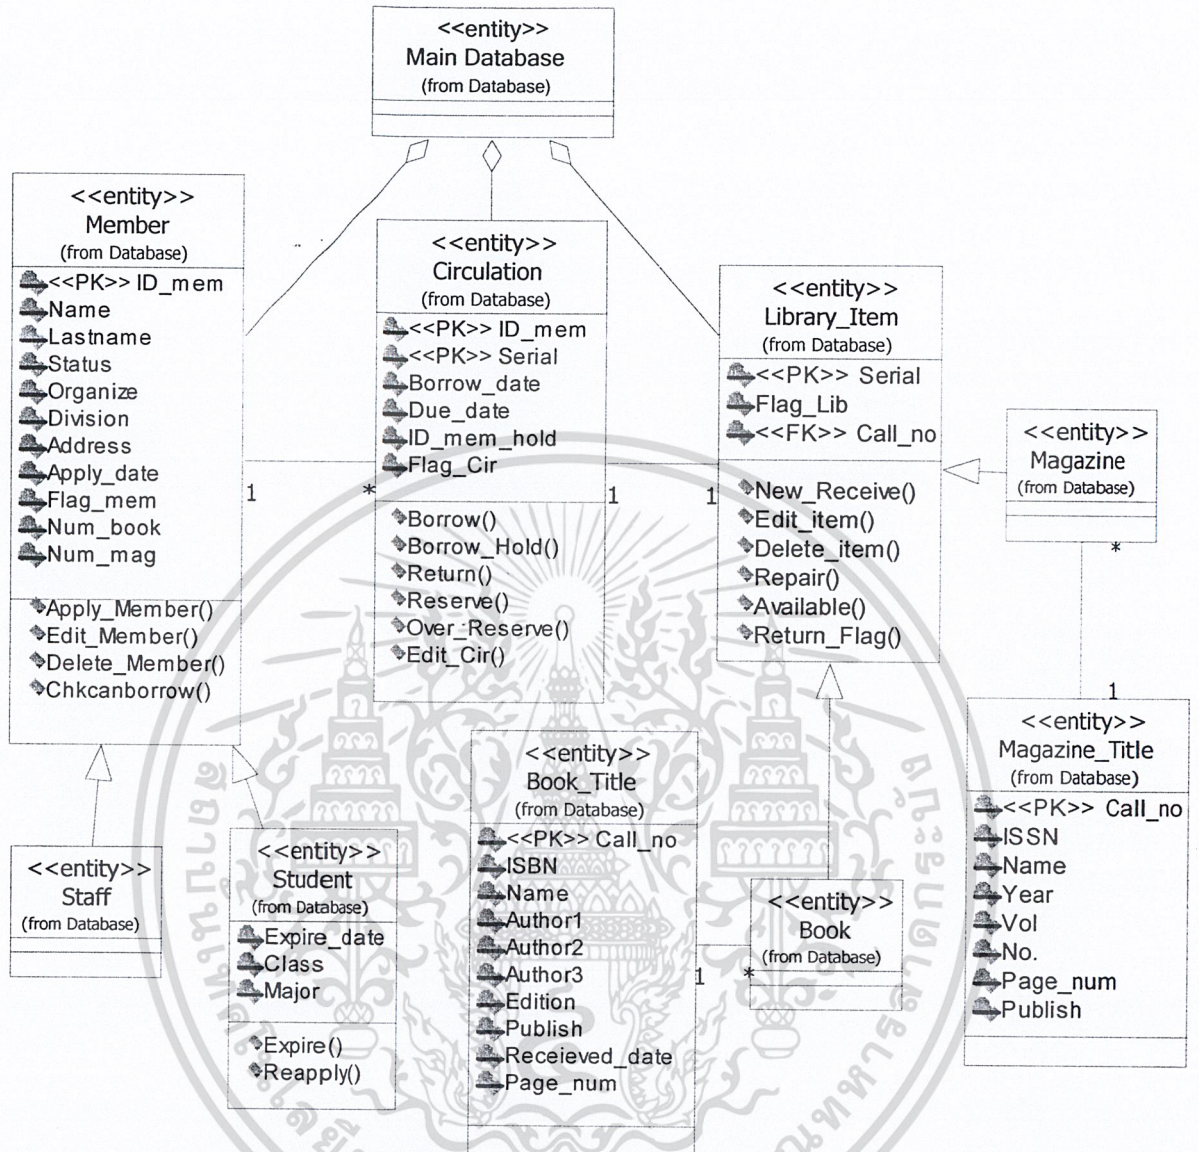 <<entity>>
Main Database
(from Database)
<<entity>>
Member
(from Database)
<<PK>> ID_mem
Name
Lastname
Status
Organize
Division
Address
Apply_date
Flag_mem
Num_book
Num_mag
Apply_Member()
Edit_Member()
Delete_Member()
Chkcanborrow()
1
*
<<entity>>
Circulation
(from Database)
<<PK>> ID_mem
<<PK>> Serial
Borrow_date
Due_date
ID_mem_hold
Flag_Cir
Borrow()
Borrow_Hold()
Return()
Reserve()
Over_Reserve()
Edit_Cir()
1
1
<<entity>>
Library_Item
(from Database)
<<PK>> Serial
Flag_Lib
<<FK>> Call_no
New_Receive()
Edit_item()
Delete_item()
Repair()
Available()
Return_Flag()
<<entity>>
Magazine
(from Database)
*
1
<<entity>>
Magazine_Title
(from Database)
<<PK>> Call_no
ISSN
Name
Year
Vol
No.
Page_num
Publish
<<entity>>
Staff
(from Database)
<<entity>>
Student
(from Database)
Expire_date
Class
Major
Expire()
Reapply()
<<entity>>
Book_Title
(from Database)
<<PK>> Call_no
ISBN
Name
Author1
Author2
Author3
Edition
Publish
Receieved_date
Page_num
1
*
<<entity>>
Book
(from Database)